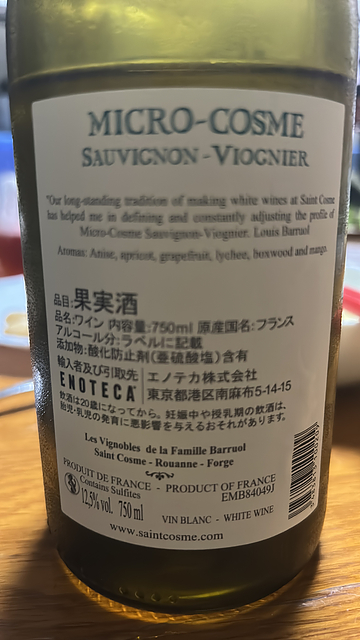 MICRO-COSME
SAUVIGNON-VIOGNIER
"Our long-standing tradition of making white wines at Saint Cosme
has helped me in defining and constantly adjusting the profile of
Micro-Cosme Sauvignon-Viognier. Louis Barruol
Aromas: Anise, apricot, grapefruit, lychee, boxwood and mango.
品目:果実酒
品名:ワイン 内容量:750ml 原産国名:フランス
アルコール分:ラベルに記載
添加物:酸化防止剤(亜硫酸塩)含有
輸入者及び引取先 エノテカ株式会社
ENOTECA 東京都港区南麻布5-14-15
飲酒は20歳になってから。妊娠中や授乳期の飲酒は、
胎児・乳児の発育に悪影響を与えるおそれがあります。
Les Vignobles de la Famille Barruol
Saint Cosme - Rouanne - Forge
PRODUIT DE FRANCE - PRODUCT OF FRANCE
Contains Sulfites EMB84049J
12,5% vol. 750 ml
VIN BLANC - WHITE WINE
www.saintcosme.com